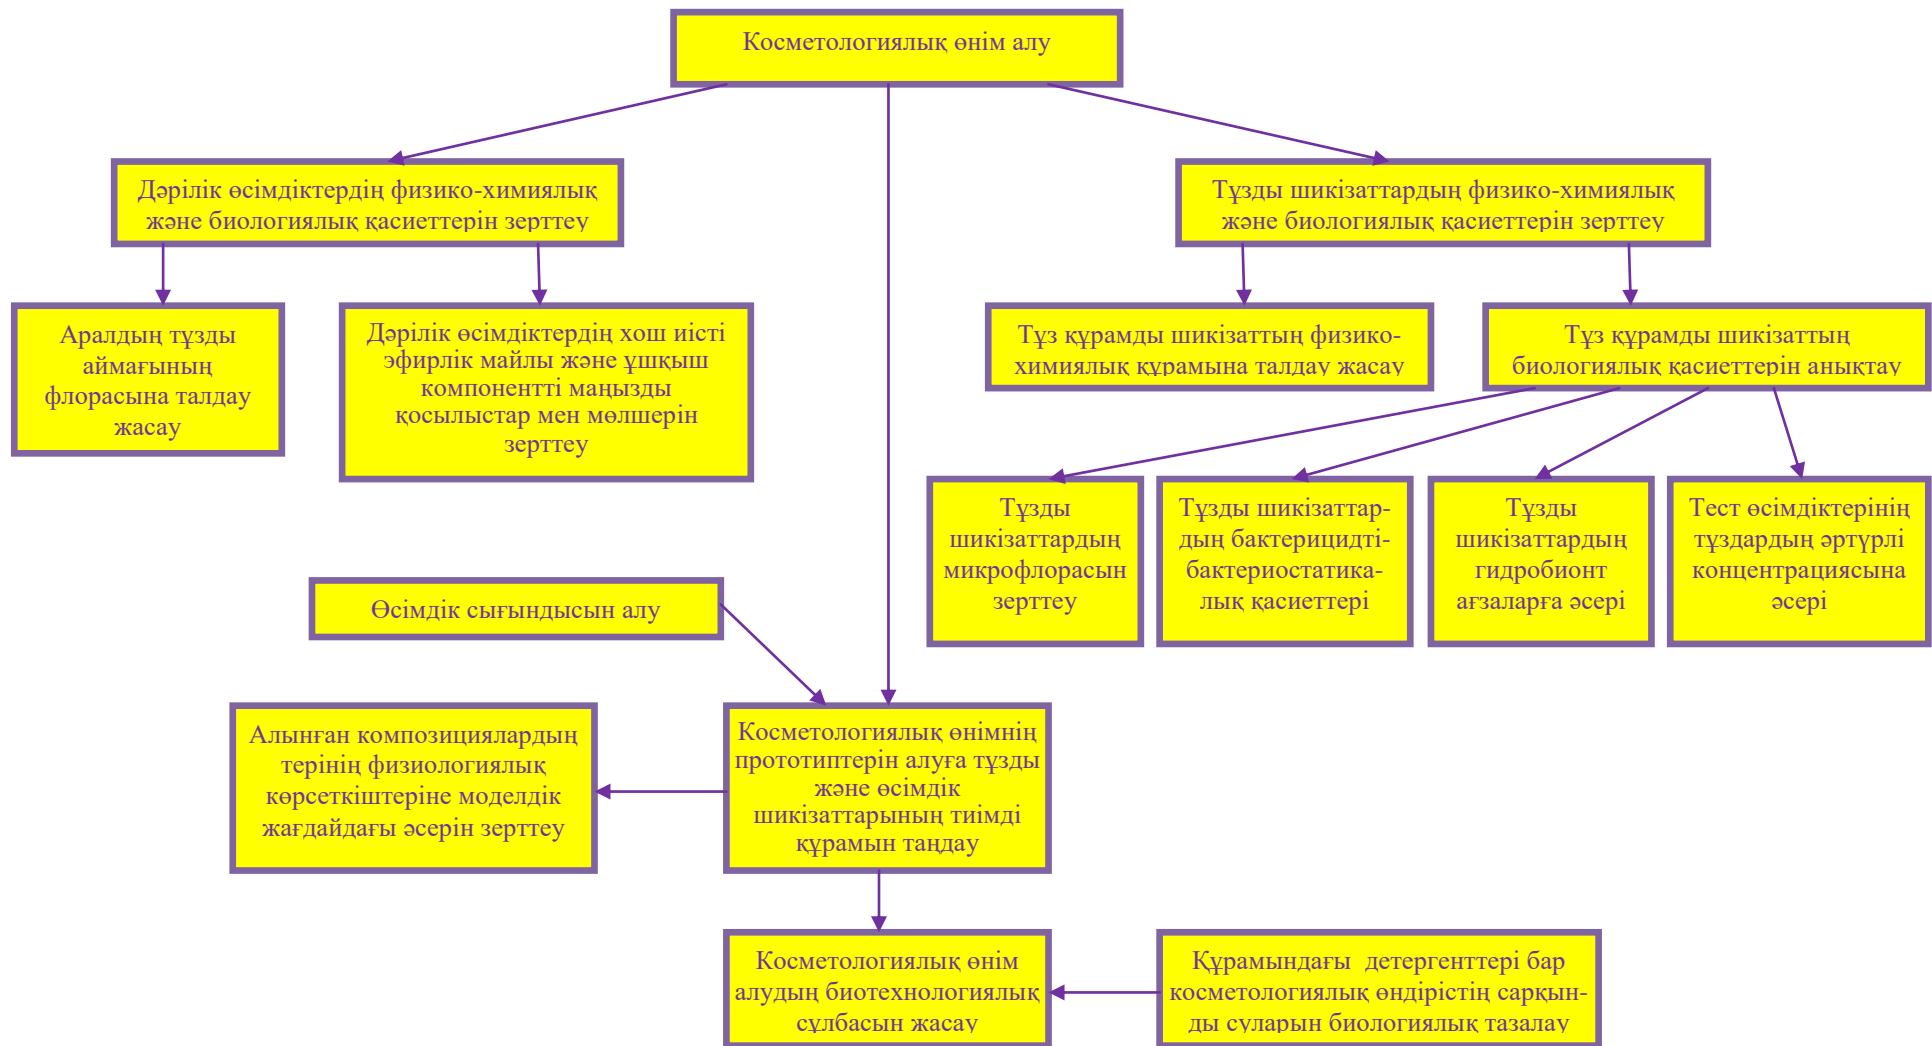 Косметологиялық өнім алу
Дәрілік өсімдіктердің физико-химиялық
және биологиялық қасиеттерін зерттеу
Тұзды шикізаттардың физико-химиялық
және биологиялық қасиеттерін зерттеу
Аралдың тұзды
аймағының
флорасына талдау
жасау
Дәрілік өсімдіктердің хош иісті
эфирлік майлы және ұшқыш
компонентті маңызды
қосылыстар мен мөлшерін
зерттеу
Тұз құрамды шикізаттың физико-
химиялық құрамына талдау жасау
Тұз құрамды шикізаттың
биологиялық қасиеттерін анықтау
Тұзды
шикізаттардың
микрофлорасын
зерттеу
Тұзды шикізаттар-
дың бактерицидті-
бактериостатика-
лық қасиеттері
Тұзды
шикізаттардың
гидробионт
ағзаларға әсері
Тест өсімдіктерінің
тұздардың әртүрлі
концентрациясына
әсері
Өсімдік сығындысын алу
Алынған композициялардың
терінің физиологиялық
көрсеткіштеріне моделдік
жағдайдағы әсерін зерттеу
Косметологиялық өнімнің
прототиптерін алуға тұзды
және өсімдік
шикізаттарының тиімді
құрамын таңдау
Косметологиялық өнім
алудың биотехнологиялық
сұлбасын жасау
Құрамындағы  детергенттері бар
косметологиялық өндірістің сарқын-
ды суларын биологиялық тазалау